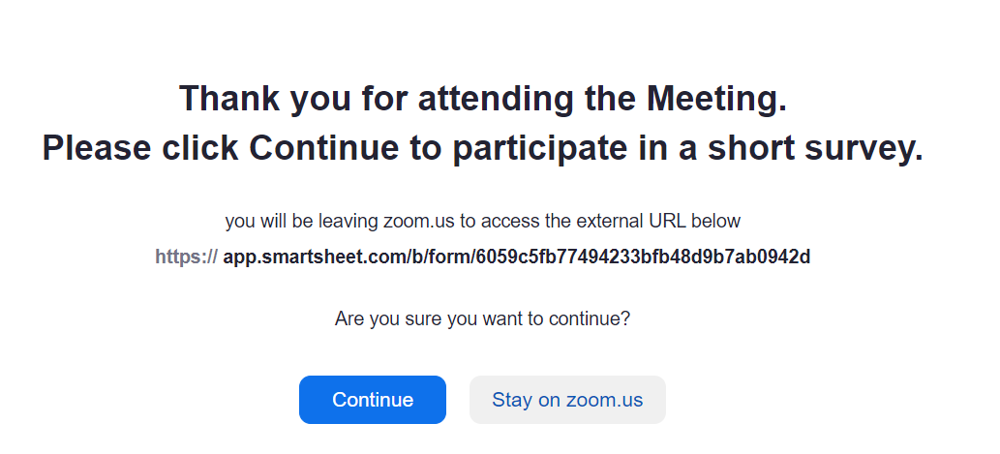 Thank you for attending the Meeting.
Please click Continue to participate in a short survey.
you will be leaving zoom.us to access the external URL below
https:// app.smartsheet.com/b/form/6059c5fb77494233bfb48d9b7ab0942d
Are you sure you want to continue?
Continue
Stay on zoom.us